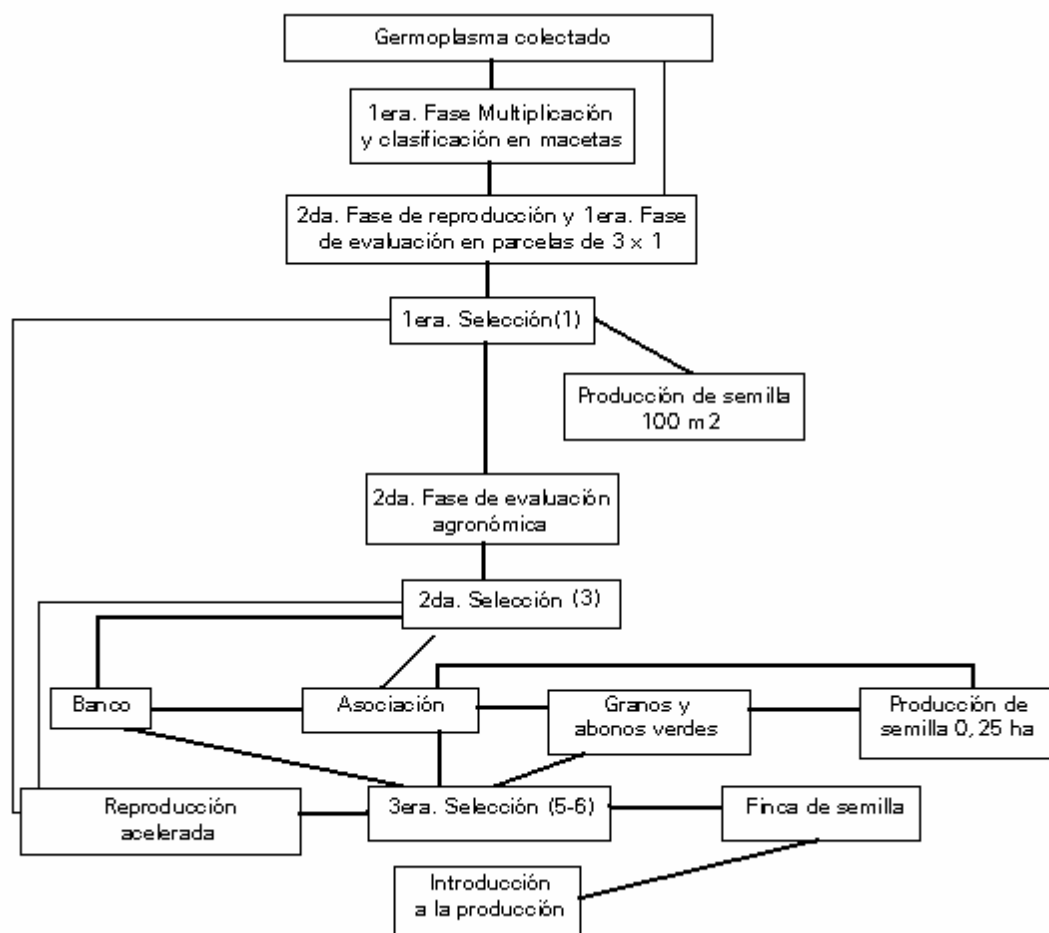 Germoplasma colectado
1era. Fase Multiplicación
y clasificación en macetas
2da. Fase de reproducción y 1era. Fase
de evaluación en parcelas de 3 x 1
1era. Selección(1)
Producción de semilla
100 m2
2da. Fase de evaluación
agronómica
2da. Selección (3)
Banco
Asociación
Granos y
abonos verdes
Producción de
semilla 0,25 ha
Reproducción
acelerada
3era. Selección (5-6)
Finca de semilla
Introducción
a la producción